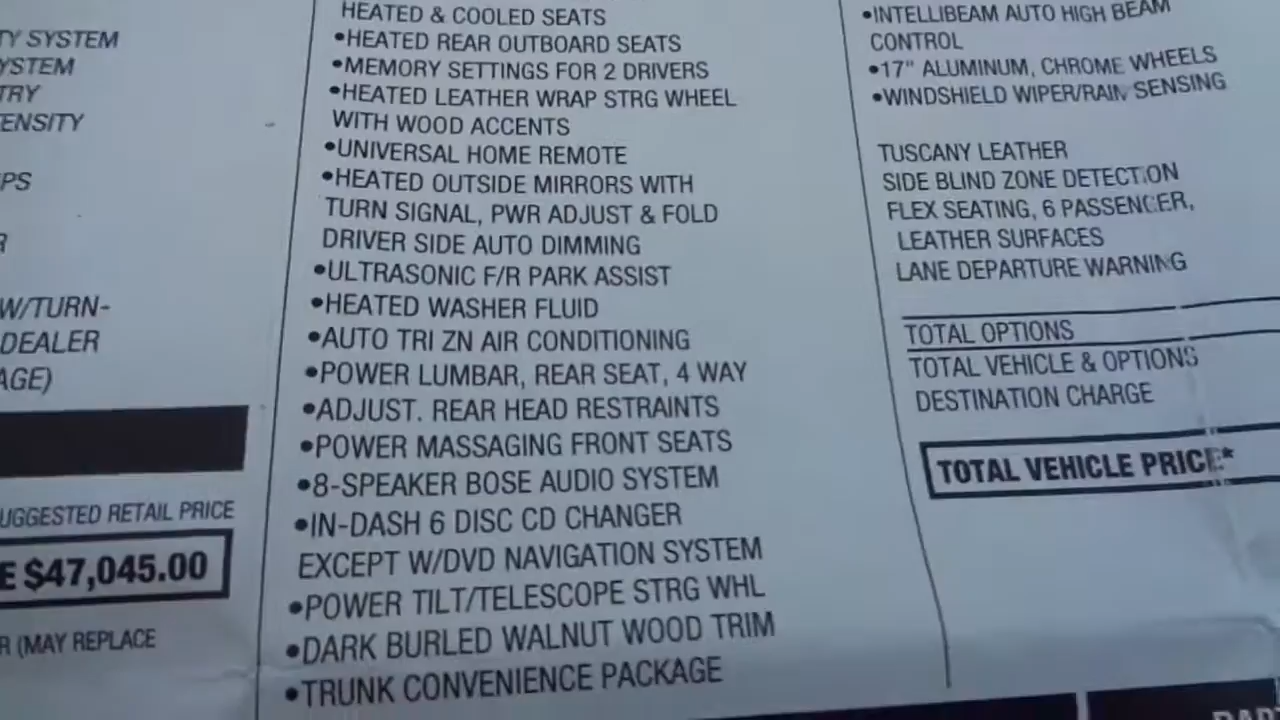 TY SYSTEM
YSTEM
TRY
TENSITY
PS
R
W/TURN-
DEALER
AGE)
UGGESTED RETAIL PRICE
E $47,045.00
R (MAY REPLACE
HEATED & COOLED SEATS
•HEATED REAR OUTBOARD SEATS
•MEMORY SETTINGS FOR 2 DRIVERS
•HEATED LEATHER WRAP STRG WHEEL
WITH WOOD ACCENTS
•UNIVERSAL HOME REMOTE
•HEATED OUTSIDE MIRRORS WITH
TURN SIGNAL, PWR ADJUST & FOLD
DRIVER SIDE AUTO DIMMING
•ULTRASONIC F/R PARK ASSIST
•HEATED WASHER FLUID
•AUTO TRI ZN AIR CONDITIONING
•POWER LUMBAR, REAR SEAT, 4 WAY
•ADJUST. REAR HEAD RESTRAINTS
•POWER MASSAGING FRONT SEATS
•8-SPEAKER BOSE AUDIO SYSTEM
•IN-DASH 6 DISC CD CHANGER
EXCEPT W/DVD NAVIGATION SYSTEM
•POWER TILT/TELESCOPE STRG WHL
•DARK BURLED WALNUT WOOD TRIM
•TRUNK CONVENIENCE PACKAGE
•INTELLIBEAM AUTO HIGH BEAM
CONTROL
•17" ALUMINUM, CHROME WHEELS
•WINDSHIELD WIPER/RAIN SENSING
TUSCANY LEATHER
SIDE BLIND ZONE DETECTION
FLEX SEATING, 6 PASSENGER,
LEATHER SURFACES
LANE DEPARTURE WARNING
TOTAL OPTIONS
TOTAL VEHICLE & OPTIONS
DESTINATION CHARGE
TOTAL VEHICLE PRICE*